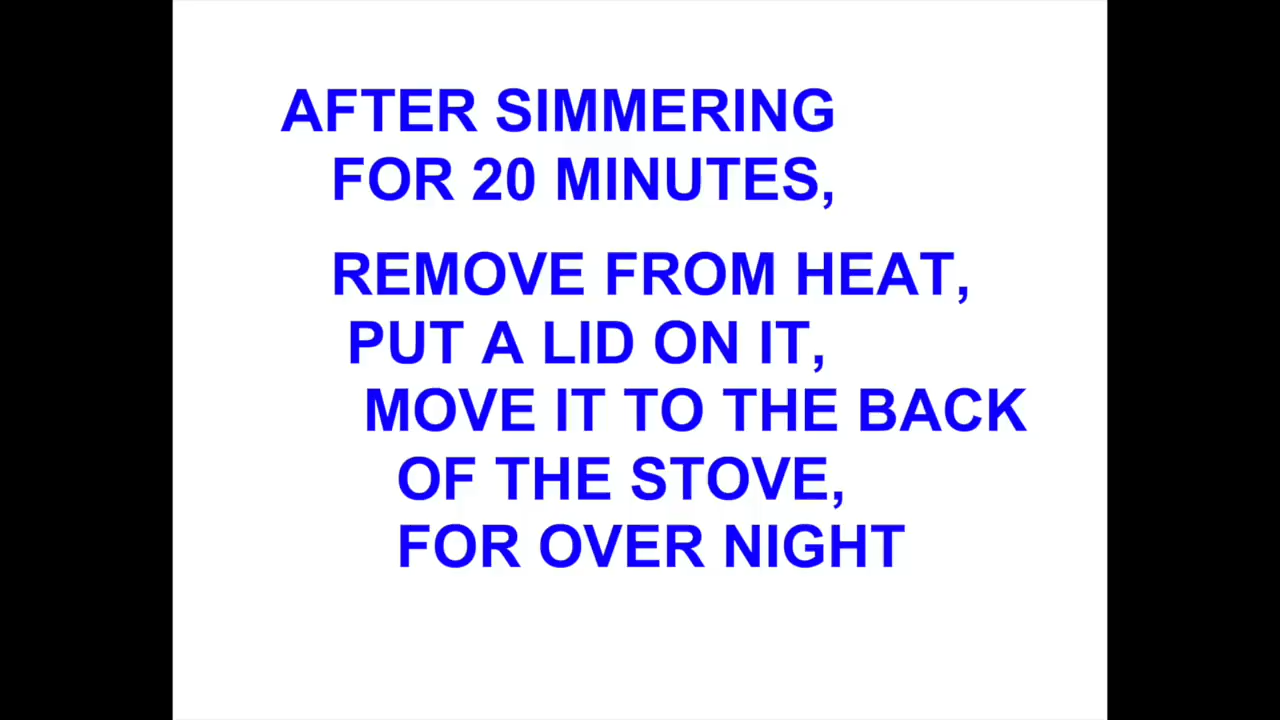 AFTER SIMMERING
FOR 20 MINUTES,
REMOVE FROM HEAT,
PUT A LID ON IT,
MOVE IT TO THE BACK
OF THE STOVE,
FOR OVER NIGHT